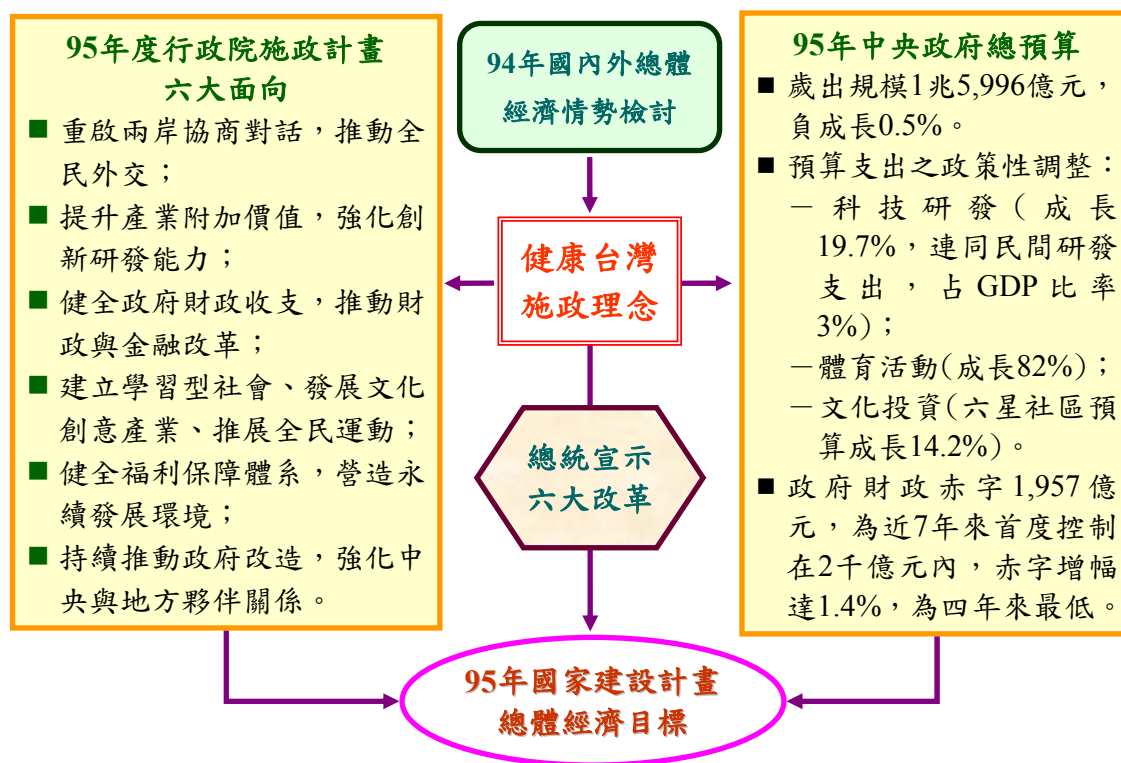 95年度行政院施政計畫
六大面向
■ 重啟兩岸協商對話，推動全
民外交；
■ 提升產業附加價值，強化創
新研發能力；
■ 健全政府財政收支，推動財
政與金融改革；
■ 建立學習型社會、發展文化
創意產業、推展全民運動；
■ 健全福利保障體系，營造永
續發展環境；
■ 持續推動政府改造，強化中
央與地方夥伴關係。
94年國內外總體
經濟情勢檢討
健康台灣
施政理念
總統宣示
六大改革
95年中央政府總預算
■ 歲出規模1兆5,996億元，
負成長0.5%。
■ 預算支出之政策性調整：
－科技研發(成長
19.7%，連同民間研發
支出，占GDP比率
3%)；
－體育活動(成長82%)；
－文化投資(六星社區預
算成長14.2%)。
■ 政府財政赤字1,957億
元，為近7年來首度控制
在2千億元內，赤字增幅
達1.4%，為四年來最低。
95年國家建設計畫
總體經濟目標